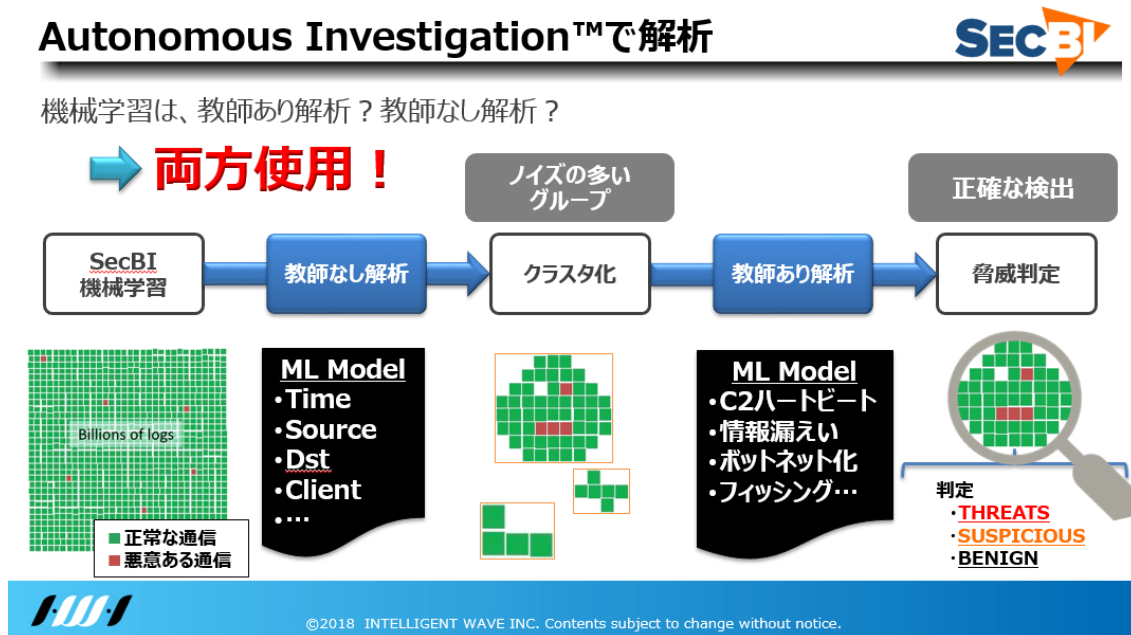 Autonomous Investigation™で解析
SECBI
機械学習は、教師あり解析？教師なし解析？
両方使用！
ノイズの多い
グループ
正確な検出
SecBI
機械学習
教師なし解析
クラスタ化
教師あり解析
脅威判定
Billions of logs
■正常な通信
■悪意ある通信
ML Model
・Time
・Source
・Dst
・Client
・…
ML Model
・C2ハートビート
・情報漏えい
・ボットネット化
・フィッシング…
判定
・THREATS
・SUSPICIOUS
・BENIGN
©2018 INTELLIGENT WAVE INC. Contents subject to change without notice.